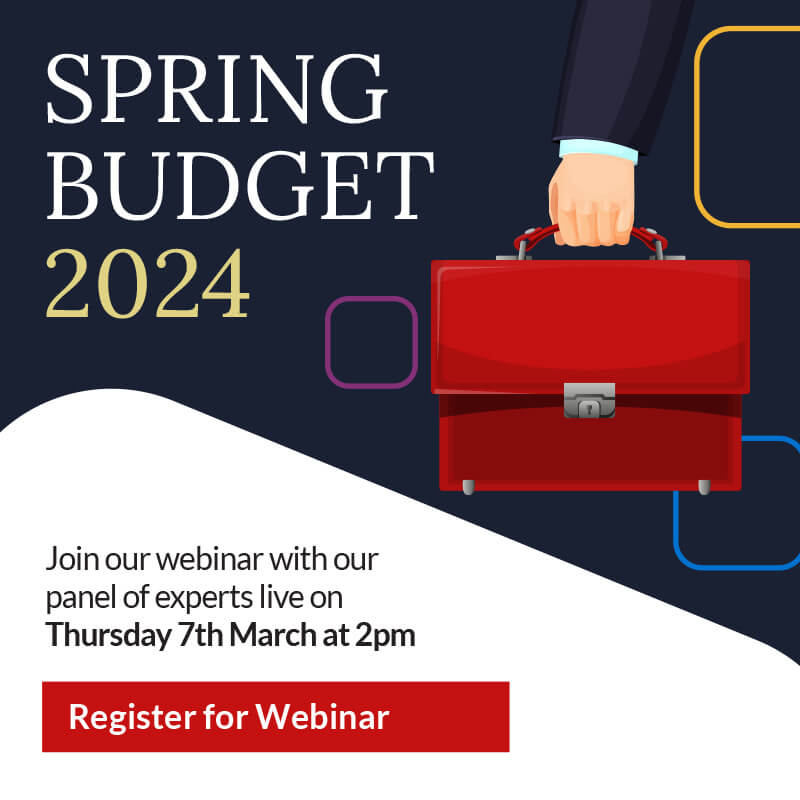 SPRING
BUDGET
2024
Join our webinar with our
panel of experts live on
Thursday 7th March at 2pm
Register for Webinar